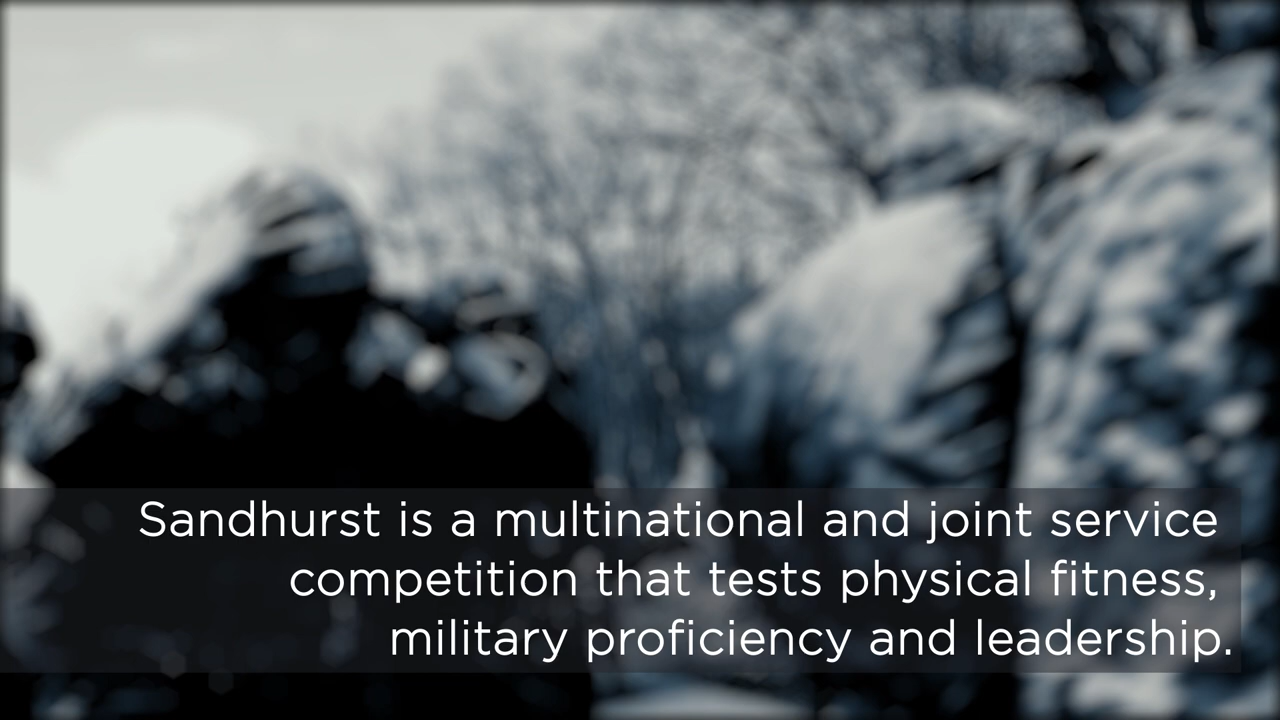 Sandhurst is a multinational and joint service
competition that tests physical fitness,
military proficiency and leadership.